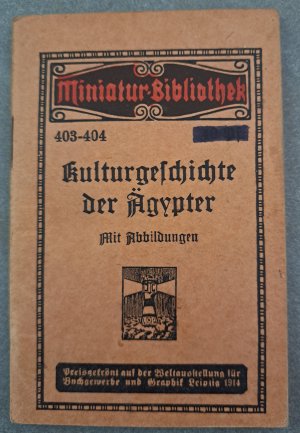 Miniatur-Bibliothek
403-404
Kulturgeſchichte
der Ägypter
Mit Abbildungen
Preisgekrönt auf der Weltausſtellung für
Buchgewerbe und Graphik Leipzig 1914